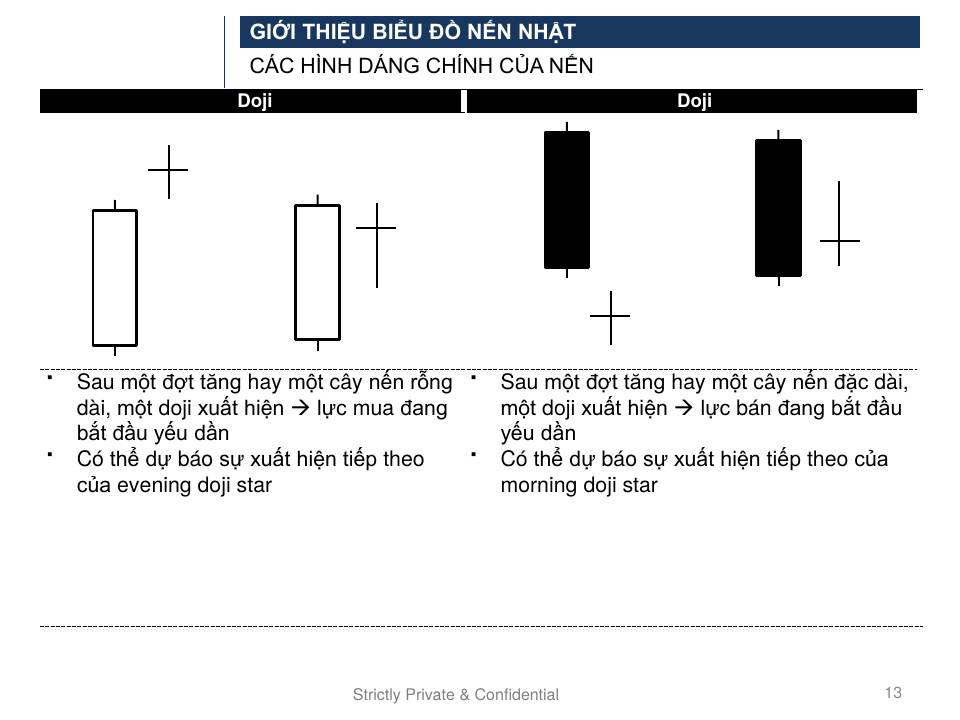 GIỚI THIỆU BIỂU ĐỒ NẾN NHẬT
CÁC HÌNH DÁNG CHÍNH CỦA NẾN
Doji
▪ Sau một đợt tăng hay một cây nến rỗng
dài, một doji xuất hiện → lực mua đang
bắt đầu yếu dần
▪ Có thể dự báo sự xuất hiện tiếp theo
của evening doji star
Doji
▪ Sau một đợt tăng hay một cây nến đặc dài,
một doji xuất hiện → lực bán đang bắt đầu
yếu dần
▪ Có thể dự báo sự xuất hiện tiếp theo của
morning doji star
Strictly Private & Confidential
13